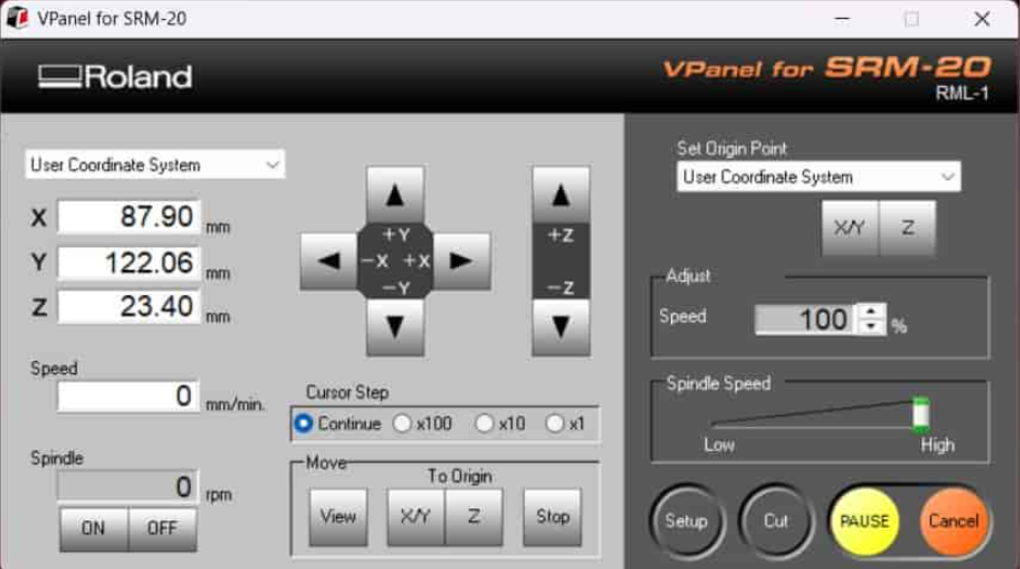 VPanel for SRM-20
Roland
VPanel for SRM-20
RML-1
User Coordinate System
X 87.90 mm
Y 122.06 mm
Z 23.40 mm
Speed
0 mm/min.
Spindle
0 rpm
ON OFF
+Y
-X +X
-Y
+Z
-Z
Cursor Step
Continue x100 x10 x1
Move
To Origin
View X/Y Z Stop
Set Origin Point
User Coordinate System
X/Y Z
Adjust
Speed 100 %
Spindle Speed
Low High
Setup Cut PAUSE Cancel